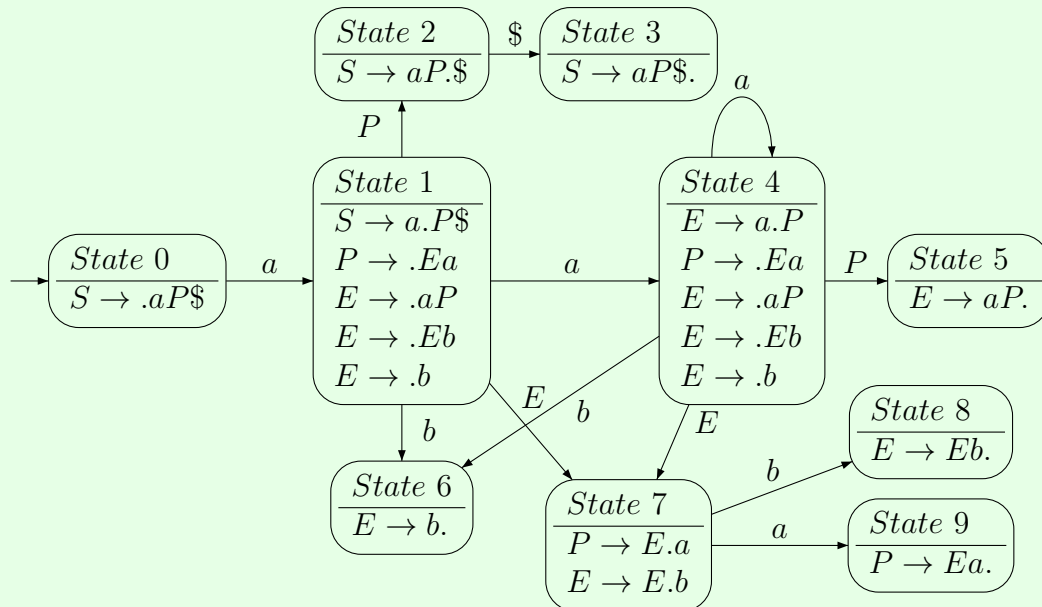 State 2
S → aP.$
$
State 3
S → aP$.
P
a
State 0
S → .aP$
a
State 1
S → a.P$
P → .Ea
E → .aP
E → .Eb
E → .b
a
State 4
E → a.P
P → .Ea
E → .aP
E → .Eb
E → .b
P
State 5
E → aP.
b
E
b
E
State 6
E → b.
State 7
P → E.a
E → E.b
b
a
State 8
E → Eb.
State 9
P → Ea.